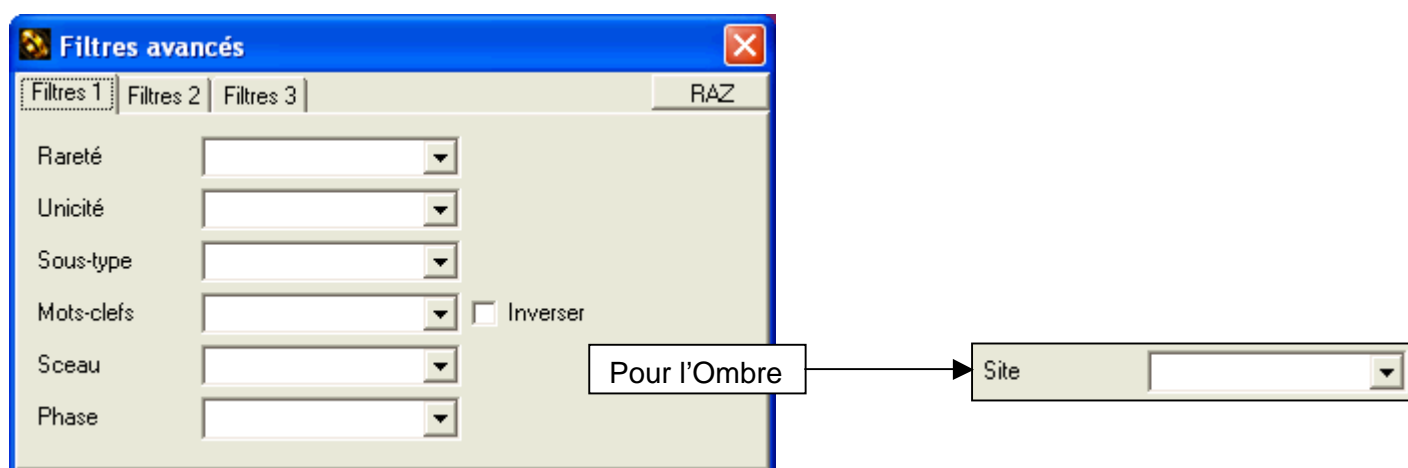 Filtres avancés
Filtres 1 Filtres 2 Filtres 3 RAZ
Rareté
Unicité
Sous-type
Mots-clefs Inverser
Sceau Pour l'Ombre Site
Phase